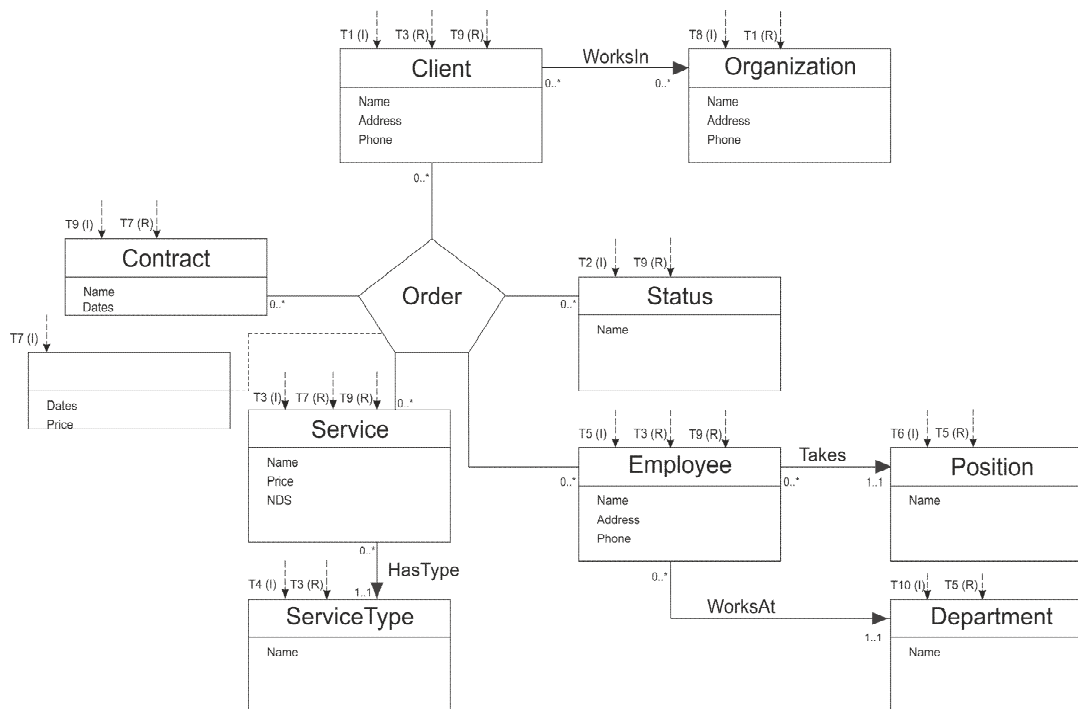 T1 (I) T3 (R) T9 (R)
Client
Name
Address
Phone
0..*
WorksIn
0..*
T8 (I) T1 (R)
Organization
Name
Address
Phone
0..*
T9 (I) T7 (R)
Contract
Name
Dates
0..*
Order
T2 (I) T9 (R)
Status
Name
0..*
T7 (I)
Dates
Price
T3 (I) T7 (R) T9 (R)
0..*
Service
Name
Price
NDS
0..*
HasType
1..1
T4 (I) T3 (R)
ServiceType
Name
T5 (I) T3 (R) T9 (R)
Employee
0..*
Name
Address
Phone
0..*
Takes
1..1
T6 (I) T5 (R)
Position
Name
0..*
WorksAt
1..1
T10 (I) T5 (R)
Department
Name